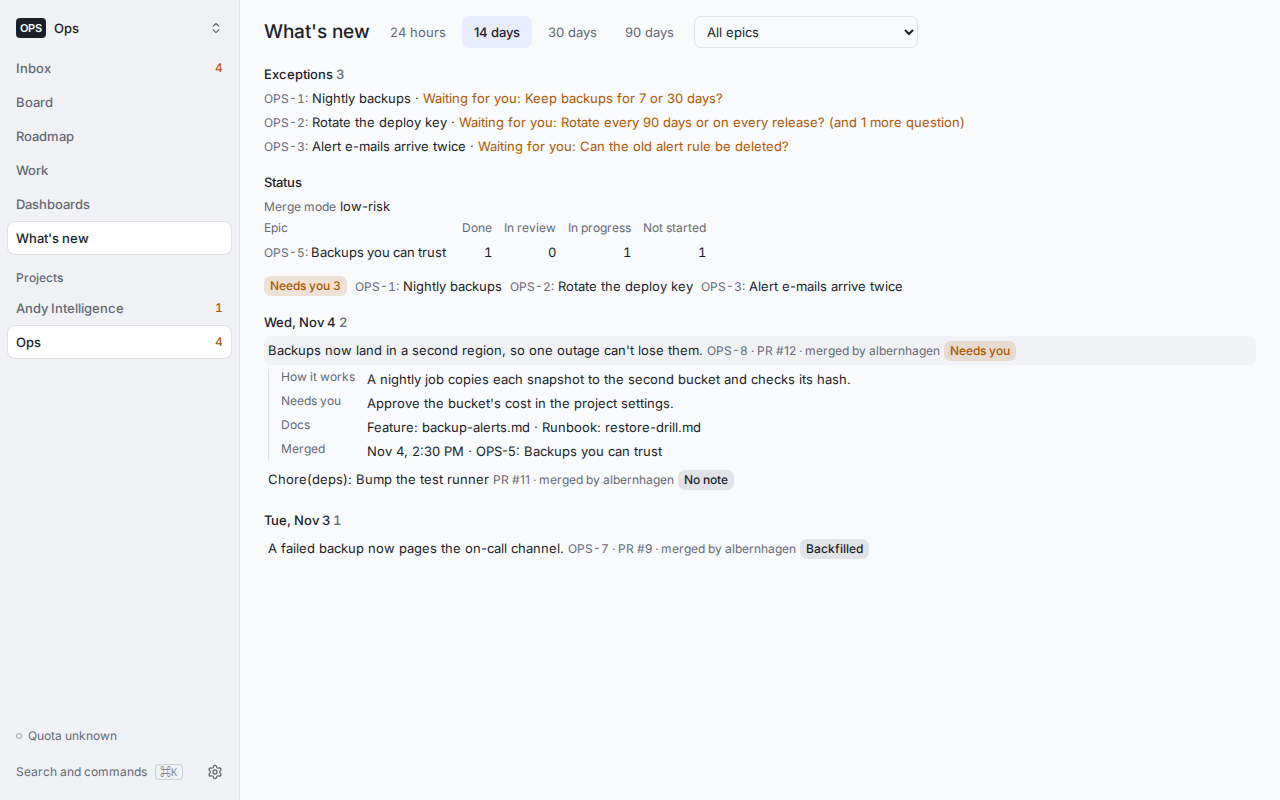 OPS Ops
Inbox 4
Board
Roadmap
Work
Dashboards
What's new
Projects
Andy Intelligence 1
Ops 4
Quota unknown
Search and commands ⌘K
What's new 24 hours 14 days 30 days 90 days All epics
Exceptions 3
OPS-1: Nightly backups · Waiting for you: Keep backups for 7 or 30 days?
OPS-2: Rotate the deploy key · Waiting for you: Rotate every 90 days or on every release? (and 1 more question)
OPS-3: Alert e-mails arrive twice · Waiting for you: Can the old alert rule be deleted?
Status
Merge mode low-risk
Epic Done In review In progress Not started
OPS-5: Backups you can trust 1 0 1 1
Needs you 3 OPS-1: Nightly backups OPS-2: Rotate the deploy key OPS-3: Alert e-mails arrive twice
Wed, Nov 4 2
Backups now land in a second region, so one outage can't lose them. OPS-8 · PR #12 · merged by albernhagen Needs you
How it works A nightly job copies each snapshot to the second bucket and checks its hash.
Needs you Approve the bucket's cost in the project settings.
Docs Feature: backup-alerts.md · Runbook: restore-drill.md
Merged Nov 4, 2:30 PM · OPS-5: Backups you can trust
Chore(deps): Bump the test runner PR #11 · merged by albernhagen No note
Tue, Nov 3 1
A failed backup now pages the on-call channel. OPS-7 · PR #9 · merged by albernhagen Backfilled